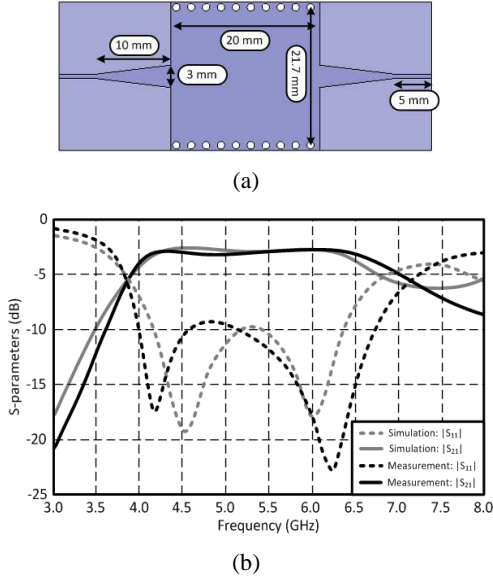 10 mm
20 mm
3 mm
21.7 mm
5 mm
(a)
S-parameters (dB)
0
-5
-10
-15
-20
-25
3.0 3.5 4.0 4.5 5.0 5.5 6.0 6.5 7.0 7.5 8.0
Frequency (GHz)
Simulation: |S11|
Simulation: |S21|
Measurement: |S11|
Measurement: |S21|
(b)